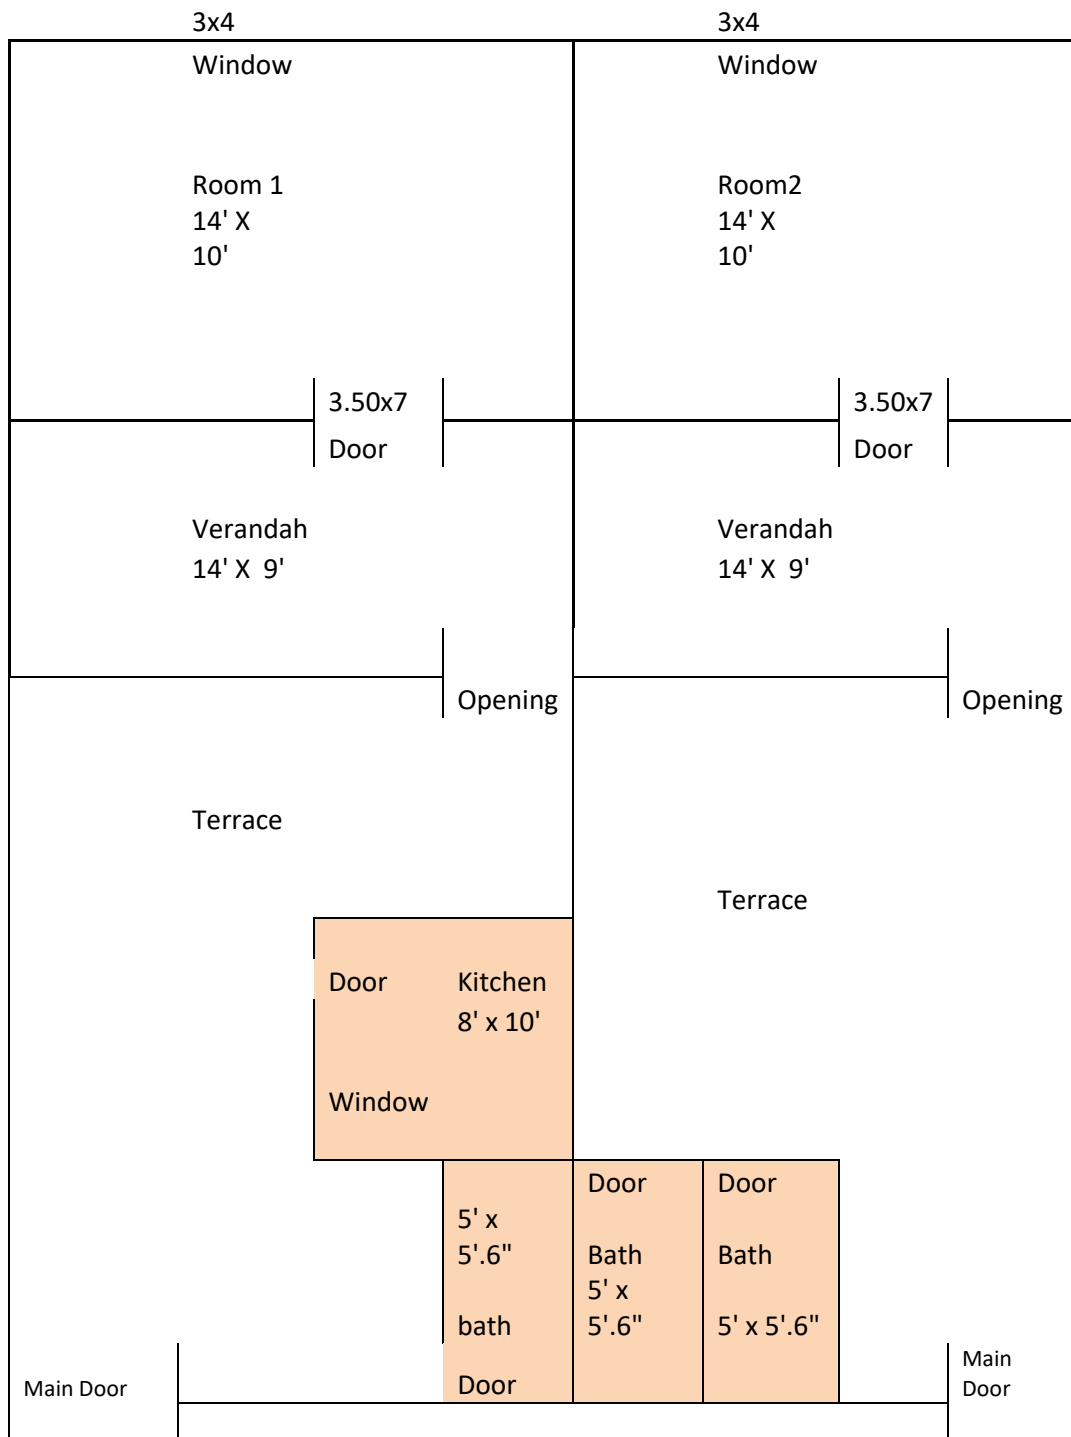 3x4
3x4
Window
Window
Room 1
14' X
10'
Room2
14' X
10'
3.50x7
Door
3.50x7
Door
Verandah
14' X  9'
Verandah
14' X  9'
Opening
Opening
Terrace
Terrace
Door
Kitchen
8' x 10'
Window
5' x
5'.6"
bath
Door
Door
Bath
5' x
5'.6"
Door
Bath
5' x 5'.6"
Main Door
Main
Door